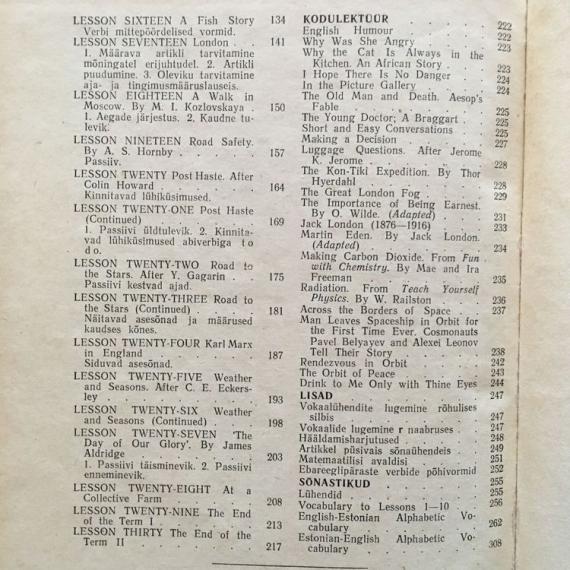 LESSON SIXTEEN A Fish Story 134
Verbi mittepöördelised vormid.
LESSON SEVENTEEN London . . 141
1. Määrava artikli tarvitamine
mõningatel erijuhtudel. 2. Artikli
puudumine. 3. Oleviku tarvitamine
aja- ja tingimusmääruslauseis.
LESSON EIGHTEEN A Walk in
Moscow. By M. I. Kozlovskaya . 150
1. Aegade järjestus. 2. Kaudne tu-
levik.
LESSON NINETEEN Road Safety.
By A. S. Hornby . . . . . 157
Passiiv.
LESSON TWENTY Post Haste. After
Colin Howard . . . . . . 164
Kinnitavad lühiküsimused.
LESSON TWENTY-ONE Post Haste
(Continued) . . . . . . . 169
1. Passiivi üldtulevik. 2. Kinnita-
vad lühiküsimused abiverbiga to
do.
LESSON TWENTY-TWO Road to
the Stars. After Y. Gagarin . . 175
Passiivi kestvad ajad.
LESSON TWENTY-THREE Road to
the Stars (Continued) . . . . 181
Näitavad asesõnad ja määrused
kaudses kõnes.
LESSON TWENTY-FOUR Karl Marx
in England . . . . . . . 187
Siduvad asesõnad.
LESSON TWENTY-FIVE Weather
and Seasons. After C. E. Eckers-
ley . . . . . . . . . 193
LESSON TWENTY-SIX Weather
and Seasons (Continued) . . . 198
LESSON TWENTY-SEVEN 'The
Day of Our Glory'. By James
Aldridge . . . . . . . . 203
1. Passiivi täisminevik. 2. Passiivi
enneminevik.
LESSON TWENTY-EIGHT At a
Collective Farm . . . . . . 208
LESSON TWENTY-NINE The End
of the Term I . . . . . . 213
LESSON THIRTY The End of the
Term II . . . . . . . . 217
KODULEKTÜÜR . . . . . 222
English Humour . . . . . . 222
Why Was She Angry . . . . . 223
Why the Cat Is Always in the
Kitchen. An African Story . . . 223
I Hope There Is No Danger . . . 224
In the Picture Gallery . . . . 224
The Old Man and Death. Aesop's
Fable . . . . . . . . . 225
The Young Doctor; A Braggart . . 225
Short and Easy Conversations . . 225
Making a Decision . . . . . 227
Luggage Questions. After Jerome
K. Jerome . . . . . . . . 228
The Kon-Tiki Expedition. By Thor
Hyerdahl . . . . . . . . 228
The Great London Fog . . . . 229
The Importance of Being Earnest.
By O. Wilde. (Adapted) . . . 231
Jack London (1876—1916) . . . 233
Martin Eden. By Jack London.
(Adapted) . . . . . . . . 234
Making Carbon Dioxide. From Fun
with Chemistry. By Mae and Ira
Freeman . . . . . . . . 235
Radiation. From Teach Yourself
Physics. By W. Railston . . . 236
Across the Borders of Space . . . 237
Man Leaves Spaceship in Orbit for
the First Time Ever. Cosmonauts
Pavel Belyayev and Alexei Leonov
Tell Their Story . . . . . . 238
Rendezvous in Orbit . . . . . 242
The Orbit of Peace . . . . . 243
Drink to Me Only with Thine Eyes 244
LISAD . . . . . . . . 247
Vokaalühendite lugemine rõhulises
silbis . . . . . . . . . 247
Vokaalide lugemine r naabruses . . 247
Hääldamisharjutused . . . . . 248
Artikkel püsivais sõnaühendeis . . 249
Matemaatilisi avaldisi . . . . 251
Ebareeglipäraste verbide põhivormid 252
SÕNASTIKUD . . . . . . 255
Lühendid . . . . . . . . 255
Vocabulary to Lessons 1—10 . . . 256
English-Estonian Alphabetic Vo-
cabulary . . . . . . . . 262
Estonian-English Alphabetic Vo-
cabulary . . . . . . . . 308